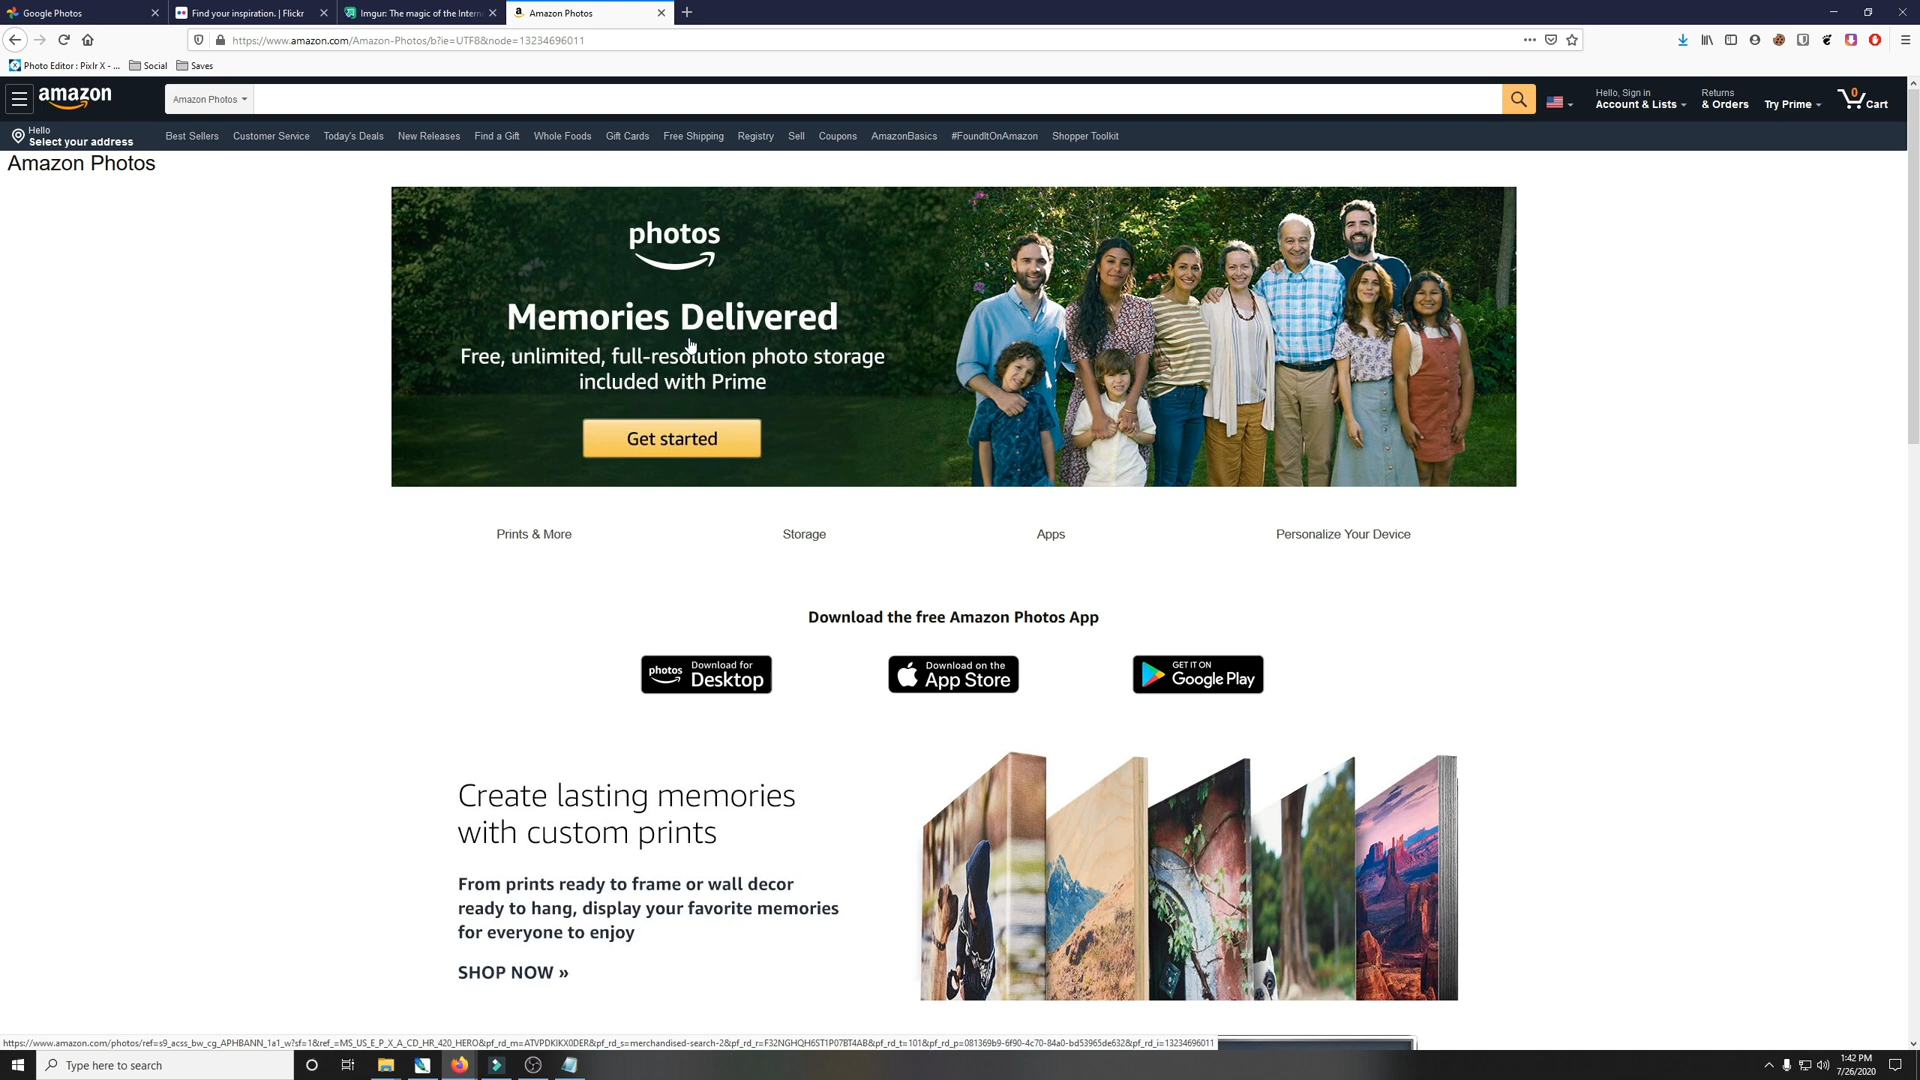 Google Photos
Find your inspiration. | Flickr
Imgur: The magic of the Intern
Amazon Photos
https://www.amazon.com/Amazon-Photos/b?ie=UTF8&node=13234696011
Photo Editor : Pixlr X - ...
Social
Saves
amazon
Amazon Photos
Hello, Sign in
Account & Lists
Returns
& Orders
Try Prime
0
Cart
Hello
Select your address
Best Sellers
Customer Service
Today's Deals
New Releases
Find a Gift
Whole Foods
Gift Cards
Free Shipping
Registry
Sell
Coupons
AmazonBasics
#FoundItOnAmazon
Shopper Toolkit
Amazon Photos
photos
Memories Delivered
Free, unlimited, full-resolution photo storage
included with Prime
Get started
Prints & More
Storage
Apps
Personalize Your Device
Download the free Amazon Photos App
photos
Download for
Desktop
Download on the
App Store
GET IT ON
Google Play
Create lasting memories
with custom prints
From prints ready to frame or wall decor
ready to hang, display your favorite memories
for everyone to enjoy
SHOP NOW »
https://www.amazon.com/photos/ref=s9_acss_bw_cg_APHBANN_1a1_w?sf=1&ref_=MS_US_E_P_X_A_CD_HR_420_HERO&pf_rd_m=ATVPDKIKX0DER&pf_rd_s=merchandised-search-2&pf_rd_r=F32NGHQH6ST1P07BT4AB&pf_rd_t=101&pf_rd_p=081369b9-6f90-4c70-84a0-bd53965de632&pf_rd_i=13234696011
Type here to search
1:42 PM
7/26/2020